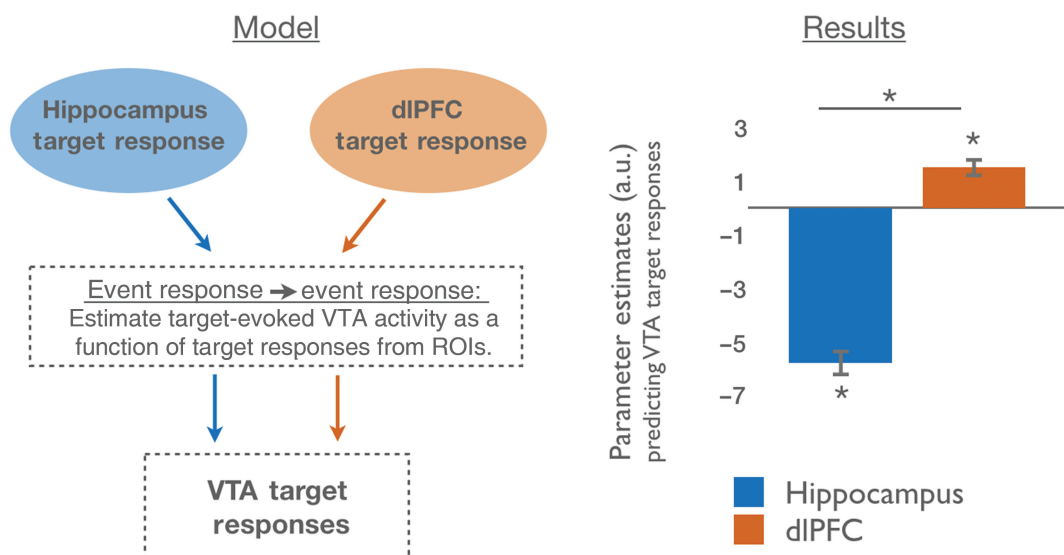 Model
Hippocampus
target response
dlPFC
target response
Event response → event response:
Estimate target-evoked VTA activity as a
function of target responses from ROIs.
VTA target
responses
Results
Parameter estimates (a.u.)
predicting VTA target responses
*
*
3
1
−1
−3
−5
−7
*
Hippocampus
dlPFC